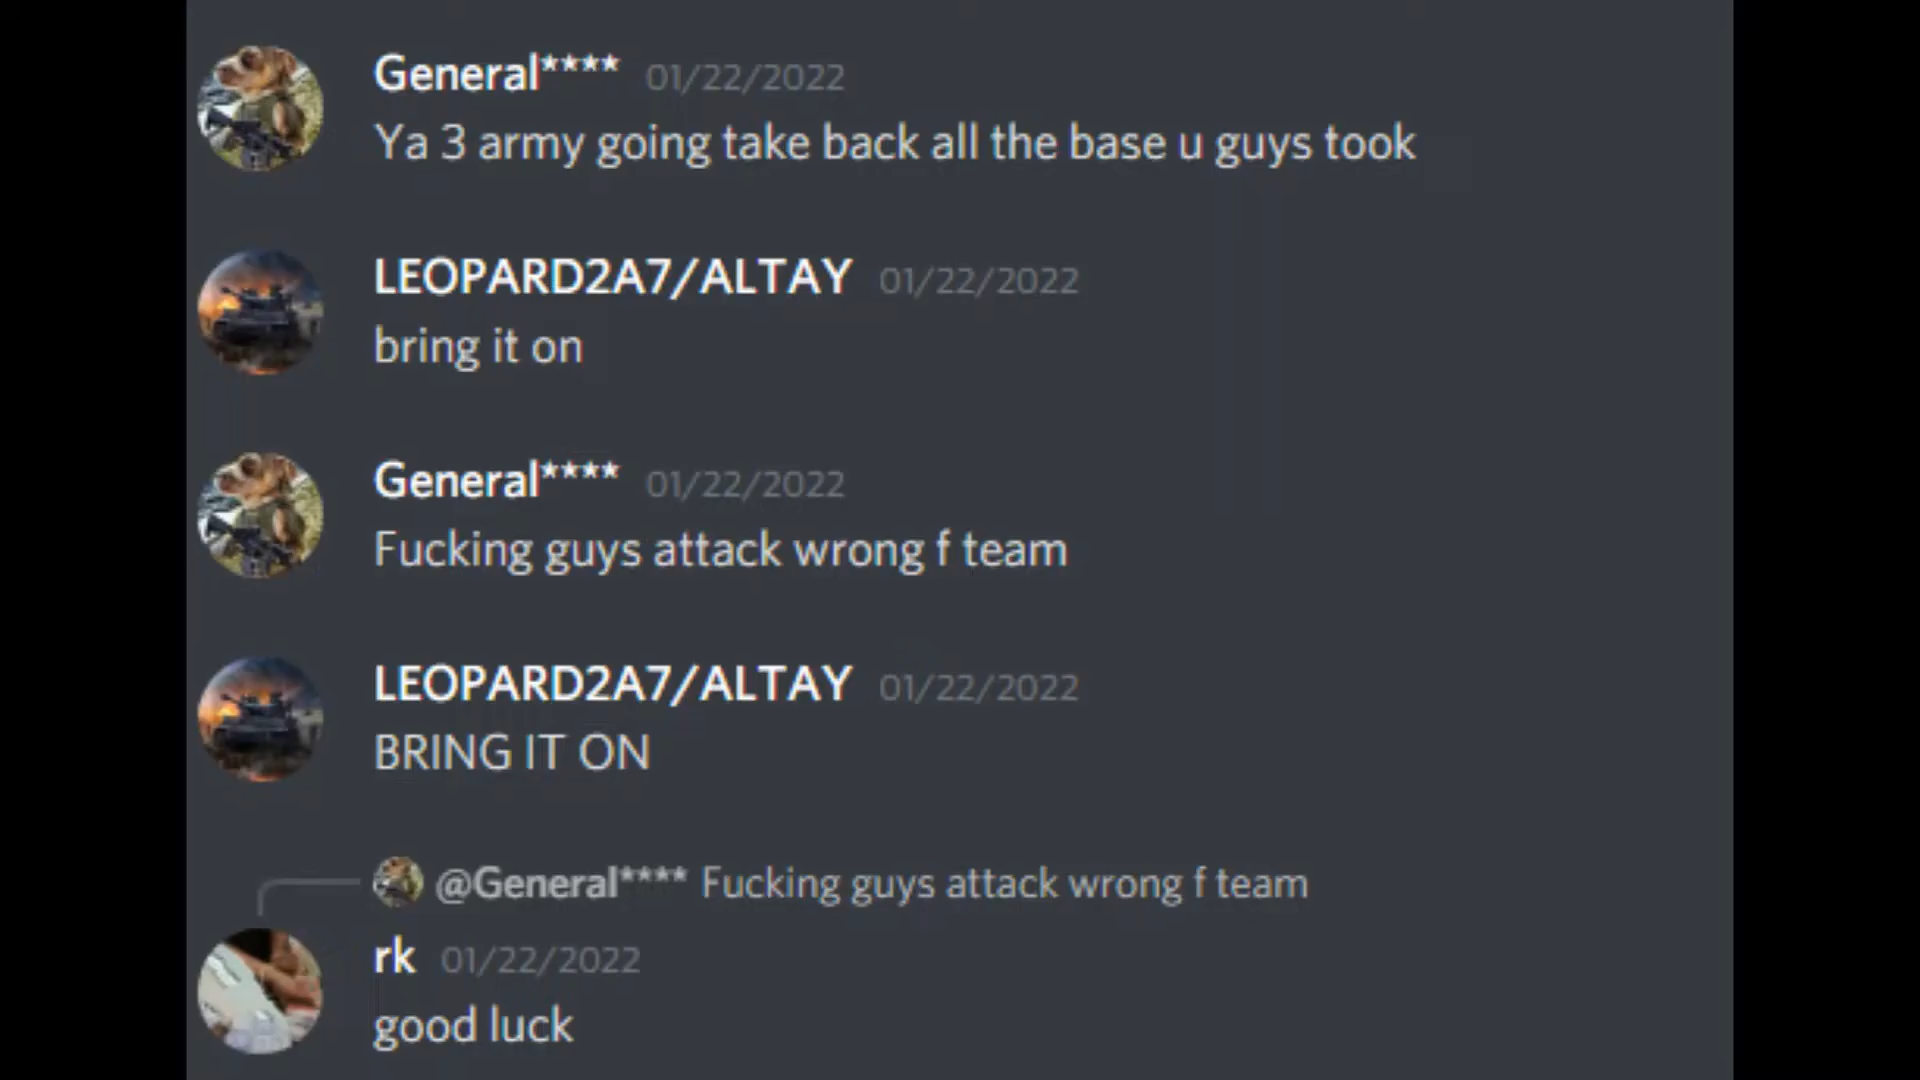 General**** 01/22/2022
Ya 3 army going take back all the base u guys took
LEOPARD2A7/ALTAY 01/22/2022
bring it on
General**** 01/22/2022
Fucking guys attack wrong f team
LEOPARD2A7/ALTAY 01/22/2022
BRING IT ON
@General**** Fucking guys attack wrong f team
rk 01/22/2022
good luck